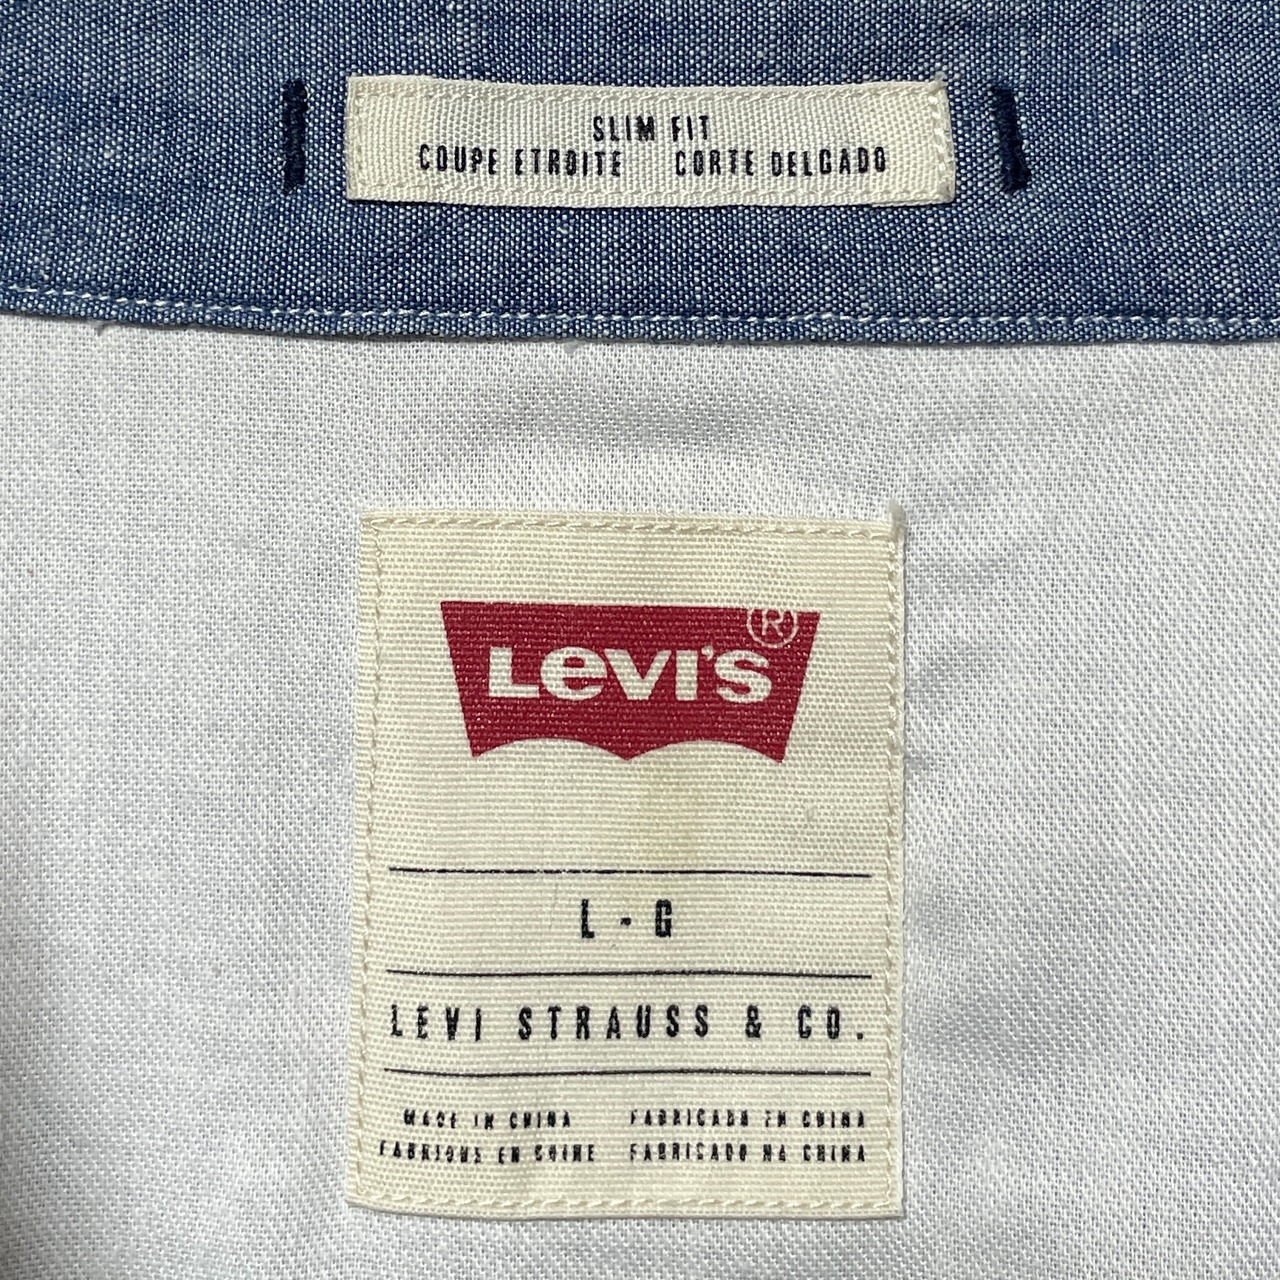 SLIM FIT
COUPE ETROITE CORTE DELGADO
LEVI'S®
L - G
LEVI STRAUSS & CO.
MADE IN CHINA FABRICADO EN CHINA
FABRIQUE EN CHINE FABRICADO NA CHINA